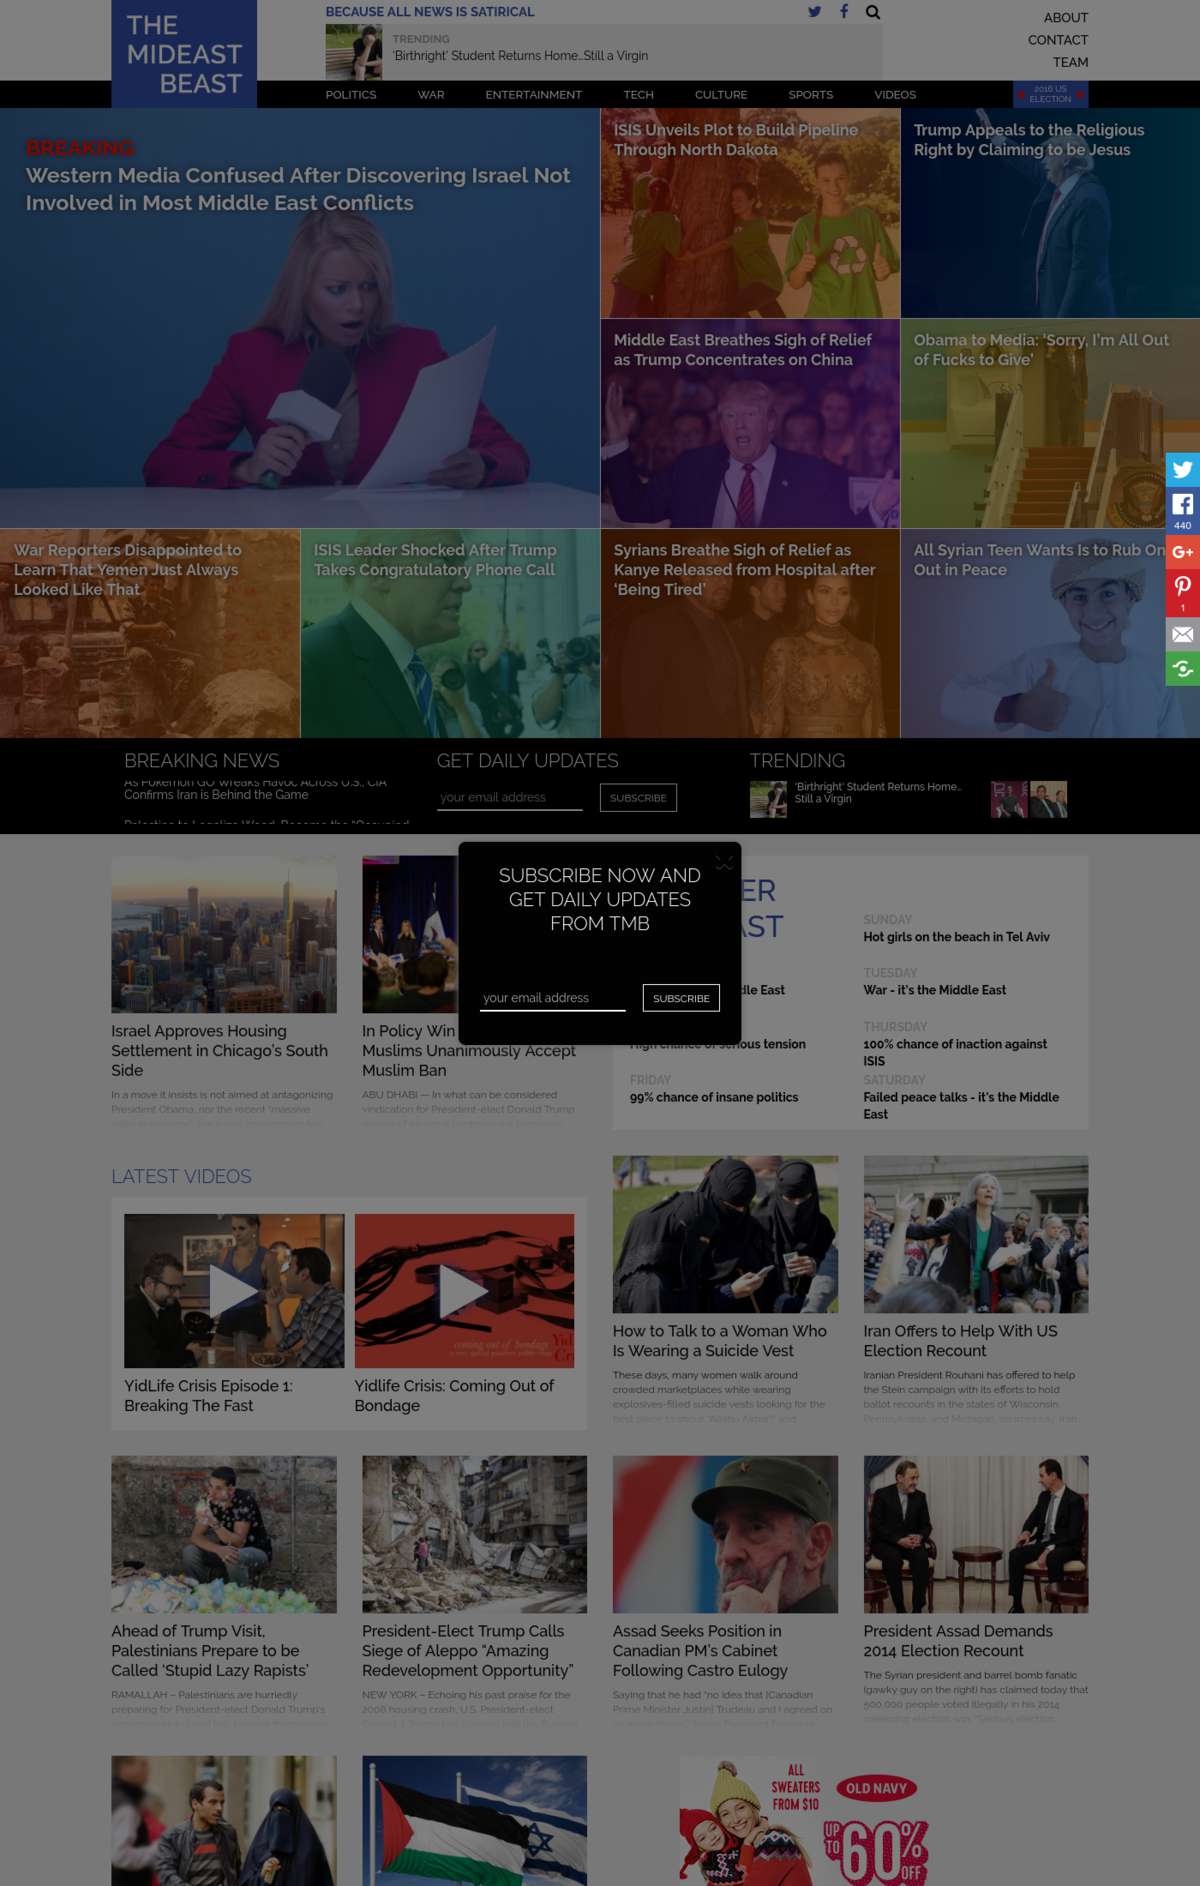 THE
MIDEAST
BEAST
BECAUSE ALL NEWS IS SATIRICAL
TRENDING
'Birthright' Student Returns Home...Still a Virgin
ABOUT
CONTACT
TEAM
POLITICS WAR ENTERTAINMENT TECH CULTURE SPORTS VIDEOS
2016 US
ELECTION
BREAKING
Western Media Confused After Discovering Israel Not
Involved in Most Middle East Conflicts
ISIS Unveils Plot to Build Pipeline
Through North Dakota
Trump Appeals to the Religious
Right by Claiming to be Jesus
Middle East Breathes Sigh of Relief
as Trump Concentrates on China
Obama to Media: 'Sorry, I'm All Out
of Fucks to Give'
440
1
War Reporters Disappointed to
Learn That Yemen Just Always
Looked Like That
ISIS Leader Shocked After Trump
Takes Congratulatory Phone Call
Syrians Breathe Sigh of Relief as
Kanye Released from Hospital after
'Being Tired'
All Syrian Teen Wants Is to Rub On
Out in Peace
BREAKING NEWS
As Pokemon GO Wreaks Havoc Across U.S., CIA
Confirms Iran is Behind the Game
GET DAILY UPDATES
your email address
SUBSCRIBE
TRENDING
'Birthright' Student Returns Home...
Still a Virgin
SUBSCRIBE NOW AND
GET DAILY UPDATES
FROM TMB
your email address
SUBSCRIBE
Israel Approves Housing
Settlement in Chicago's South
Side
In a move it insists is not aimed at antagonizing
President Obama, nor the recent "massive
In Policy Win
Muslims Unanimously Accept
Muslim Ban
ABU DHABI — In what can be considered
vindication for President-elect Donald Trump
ER
AST
SUNDAY
Hot girls on the beach in Tel Aviv
dle East
TUESDAY
War - it's the Middle East
High chance of serious tension
THURSDAY
100% chance of inaction against
ISIS
FRIDAY
99% chance of insane politics
SATURDAY
Failed peace talks - it's the Middle
East
LATEST VIDEOS
coming out of bondage
YidLife Crisis Episode 1:
Breaking The Fast
Yidlife Crisis: Coming Out of
Bondage
How to Talk to a Woman Who
Is Wearing a Suicide Vest
These days, many women walk around
crowded marketplaces while wearing
explosives-filled suicide vests looking for the
best place to shout "Allahu Akbar!" and
Iran Offers to Help With US
Election Recount
Iranian President Rouhani has offered to help
the Stein campaign with its efforts to hold
ballot recounts in the states of Wisconsin,
Pennsylvania, and Michigan, sources say. Iran
Ahead of Trump Visit,
Palestinians Prepare to be
Called 'Stupid Lazy Rapists'
RAMALLAH – Palestinians are hurriedly
preparing for President-elect Donald Trump's
President-Elect Trump Calls
Siege of Aleppo "Amazing
Redevelopment Opportunity"
NEW YORK – Echoing his past praise for the
2008 housing crash, U.S. President-elect
Assad Seeks Position in
Canadian PM's Cabinet
Following Castro Eulogy
Saying that he had "no idea that [Canadian
Prime Minister Justin] Trudeau and I agreed on
President Assad Demands
2014 Election Recount
The Syrian president and barrel bomb fanatic
(gawky guy on the right) has claimed today that
500,000 people voted illegally in his 2014
ALL
SWEATERS
FROM $10
OLD NAVY
UP
TO
60%
OFF